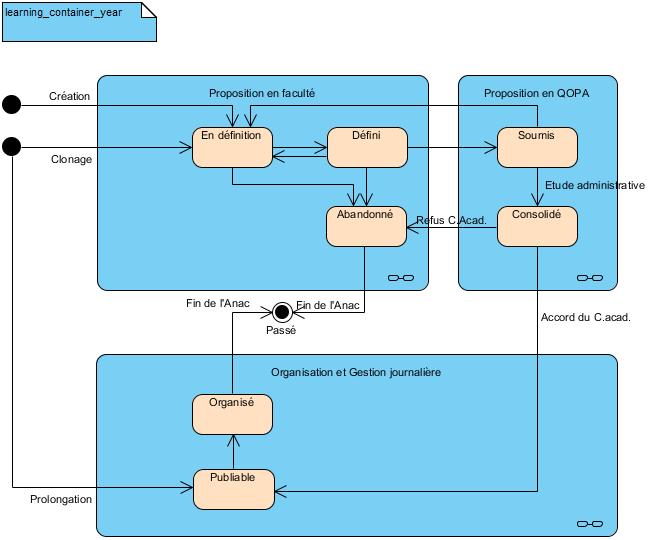 learning_container_year
Proposition en faculté
Proposition en QOPA
Création
En définition
Défini
Soumis
Clonage
Etude administrative
Abandonné
Refus C.Acad.
Consolidé
Fin de l'Anac
Fin de l'Anac
Passé
Accord du C.acad.
Organisation et Gestion journalière
Organisé
Publiable
Prolongation